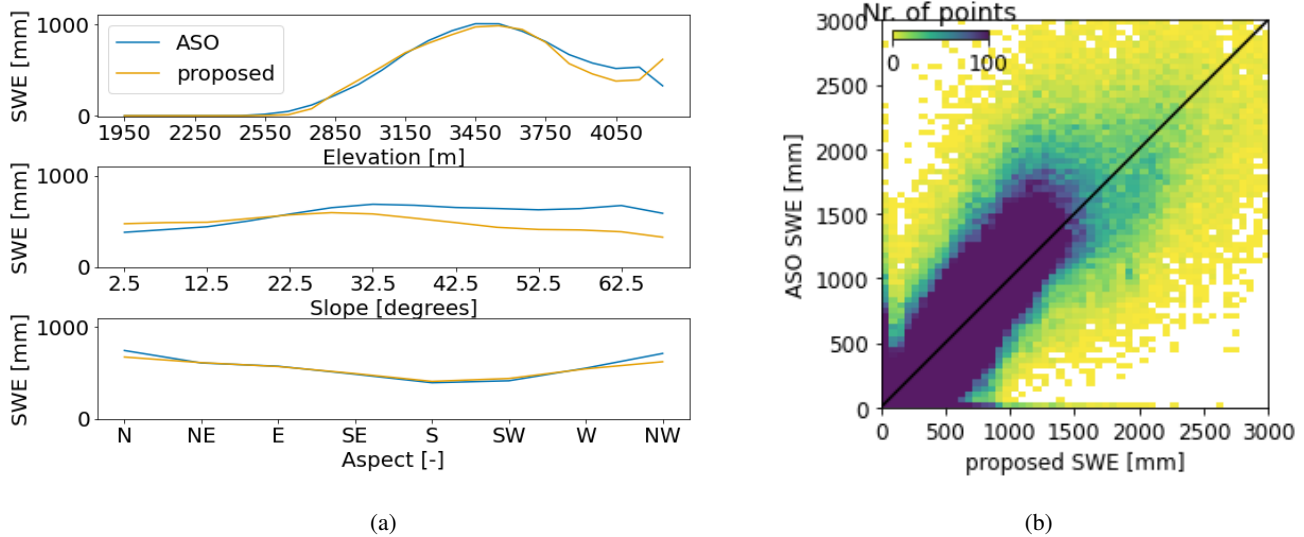 SWE [mm]
1000
0
ASO
proposed
1950 2250 2550 2850 3150 3450 3750 4050
Elevation [m]
SWE [mm]
1000
0
2.5 12.5 22.5 32.5 42.5 52.5 62.5
Slope [degrees]
SWE [mm]
1000
0
N NE E SE S SW W NW
Aspect [-]
(a)
Nr. of points
0 100
ASO SWE [mm]
3000
2500
2000
1500
1000
500
0
0 500 1000 1500 2000 2500 3000
proposed SWE [mm]
(b)